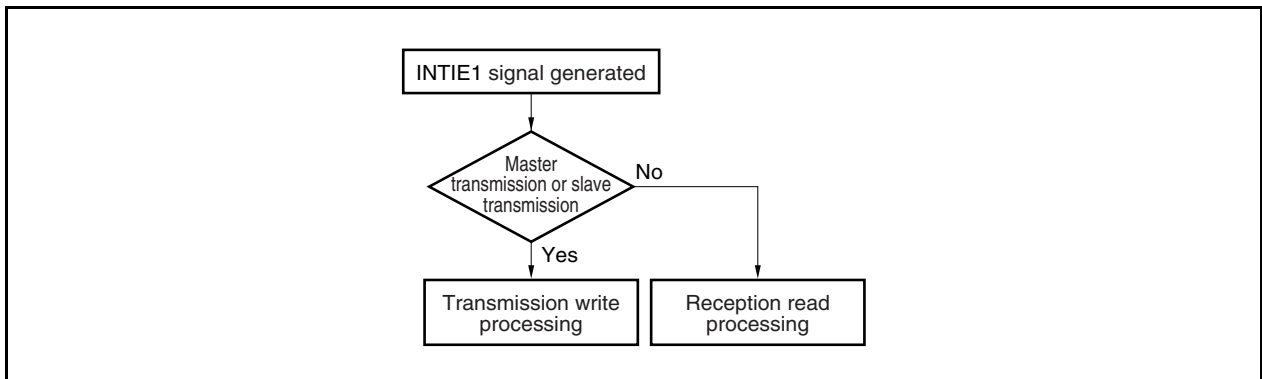 INTIE1 signal generated
Master
transmission or slave
transmission
No
Yes
Transmission write
processing
Reception read
processing